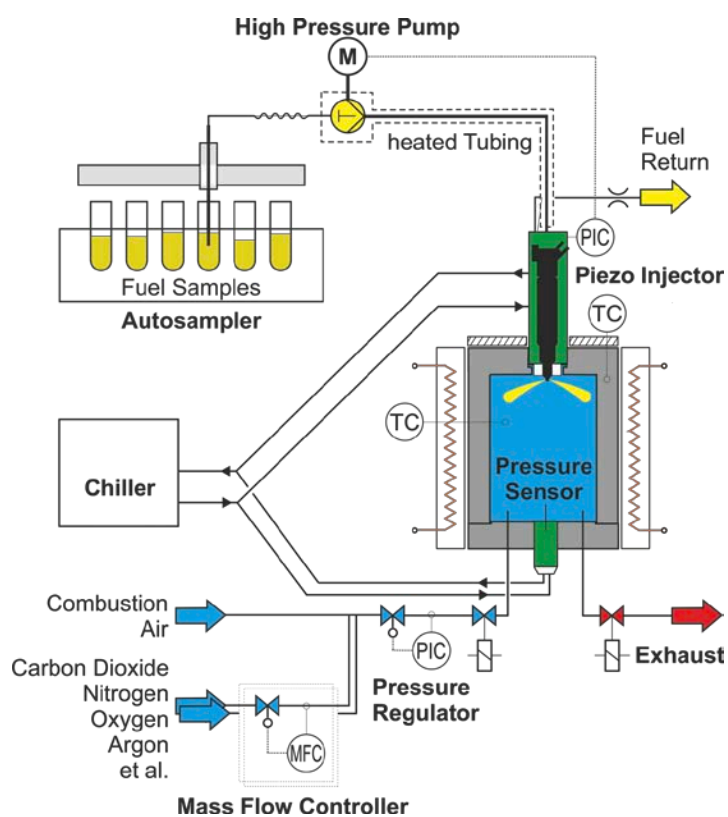 High Pressure Pump
M
heated Tubing
Fuel
Return
PIC
Piezo Injector
Fuel Samples
Autosampler
TC
TC
Pressure
Sensor
Chiller
Combustion
Air
PIC
Pressure
Regulator
Exhaust
Carbon Dioxide
Nitrogen
Oxygen
Argon
et al.
MFC
Mass Flow Controller